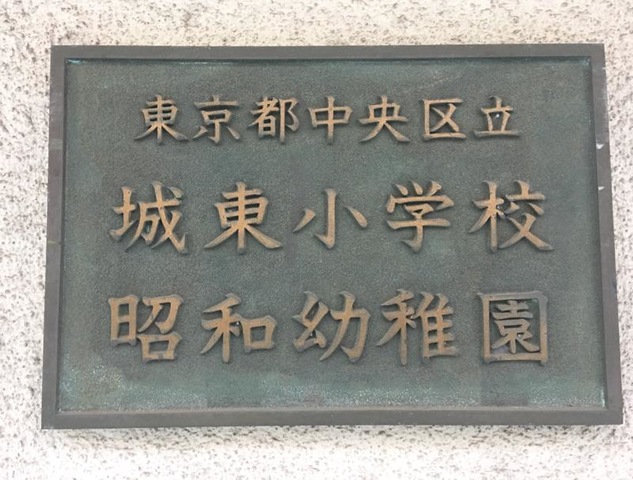 東京都中央区立
城東小学校
昭和幼稚園